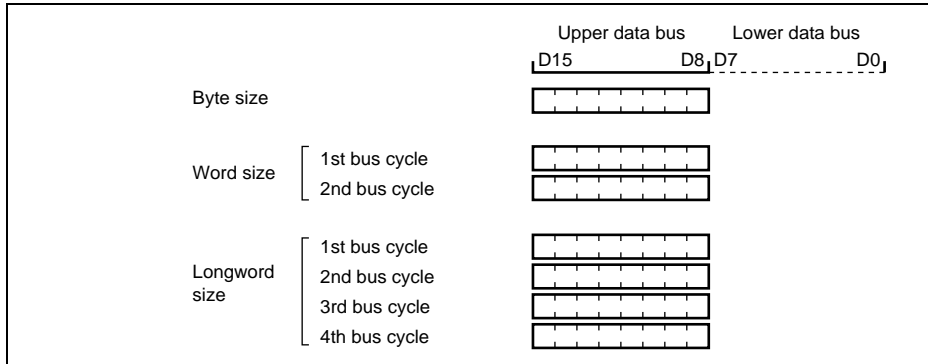 Upper data bus Lower data bus
D15 D8 D7 D0
Byte size
Word size
1st bus cycle
2nd bus cycle
Longword
size
1st bus cycle
2nd bus cycle
3rd bus cycle
4th bus cycle